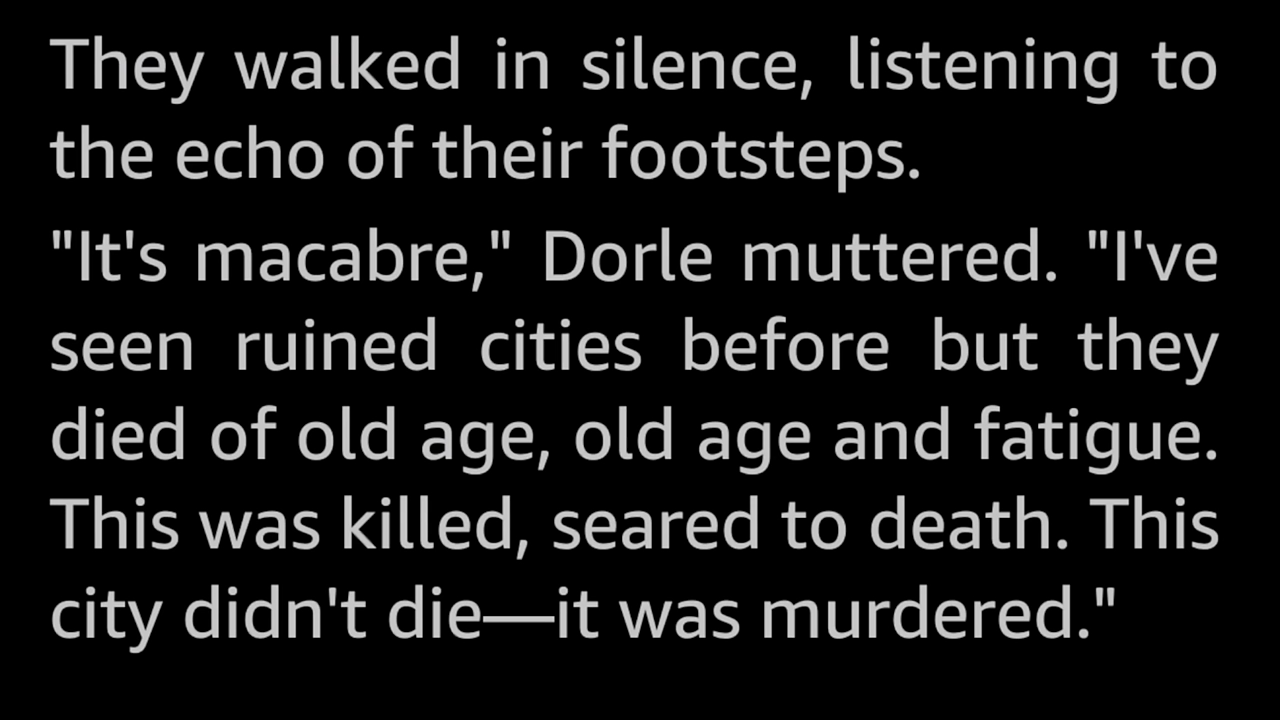 They walked in silence, listening to
the echo of their footsteps.
"It's macabre," Dorle muttered. "I've
seen ruined cities before but they
died of old age, old age and fatigue.
This was killed, seared to death. This
city didn't die—it was murdered."